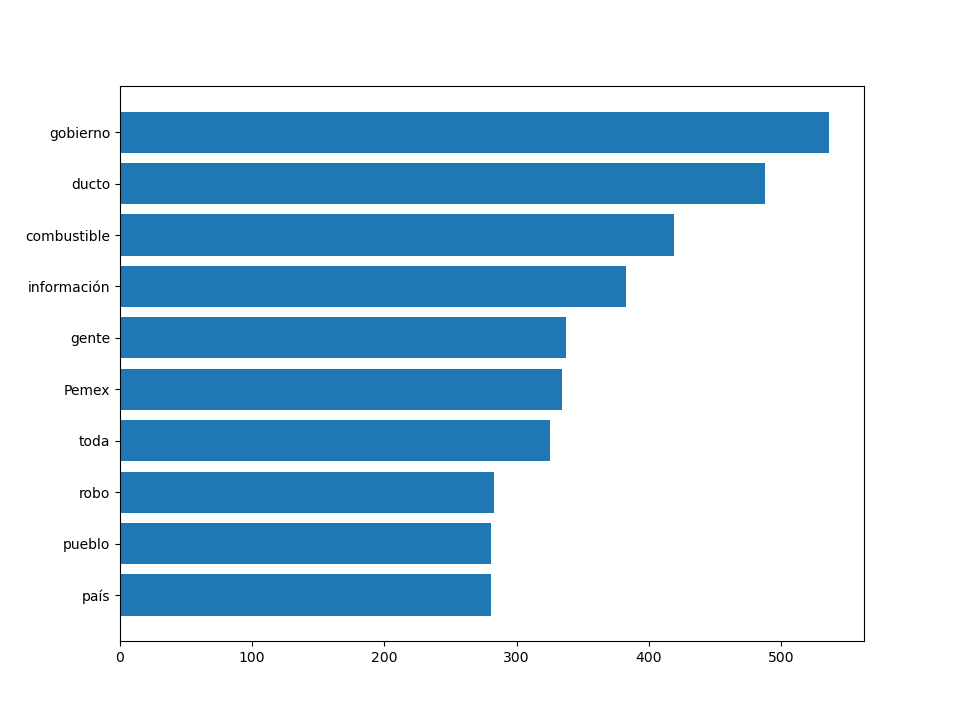 gobierno
ducto
combustible
información
gente
Pemex
toda
robo
pueblo
país
0 100 200 300 400 500